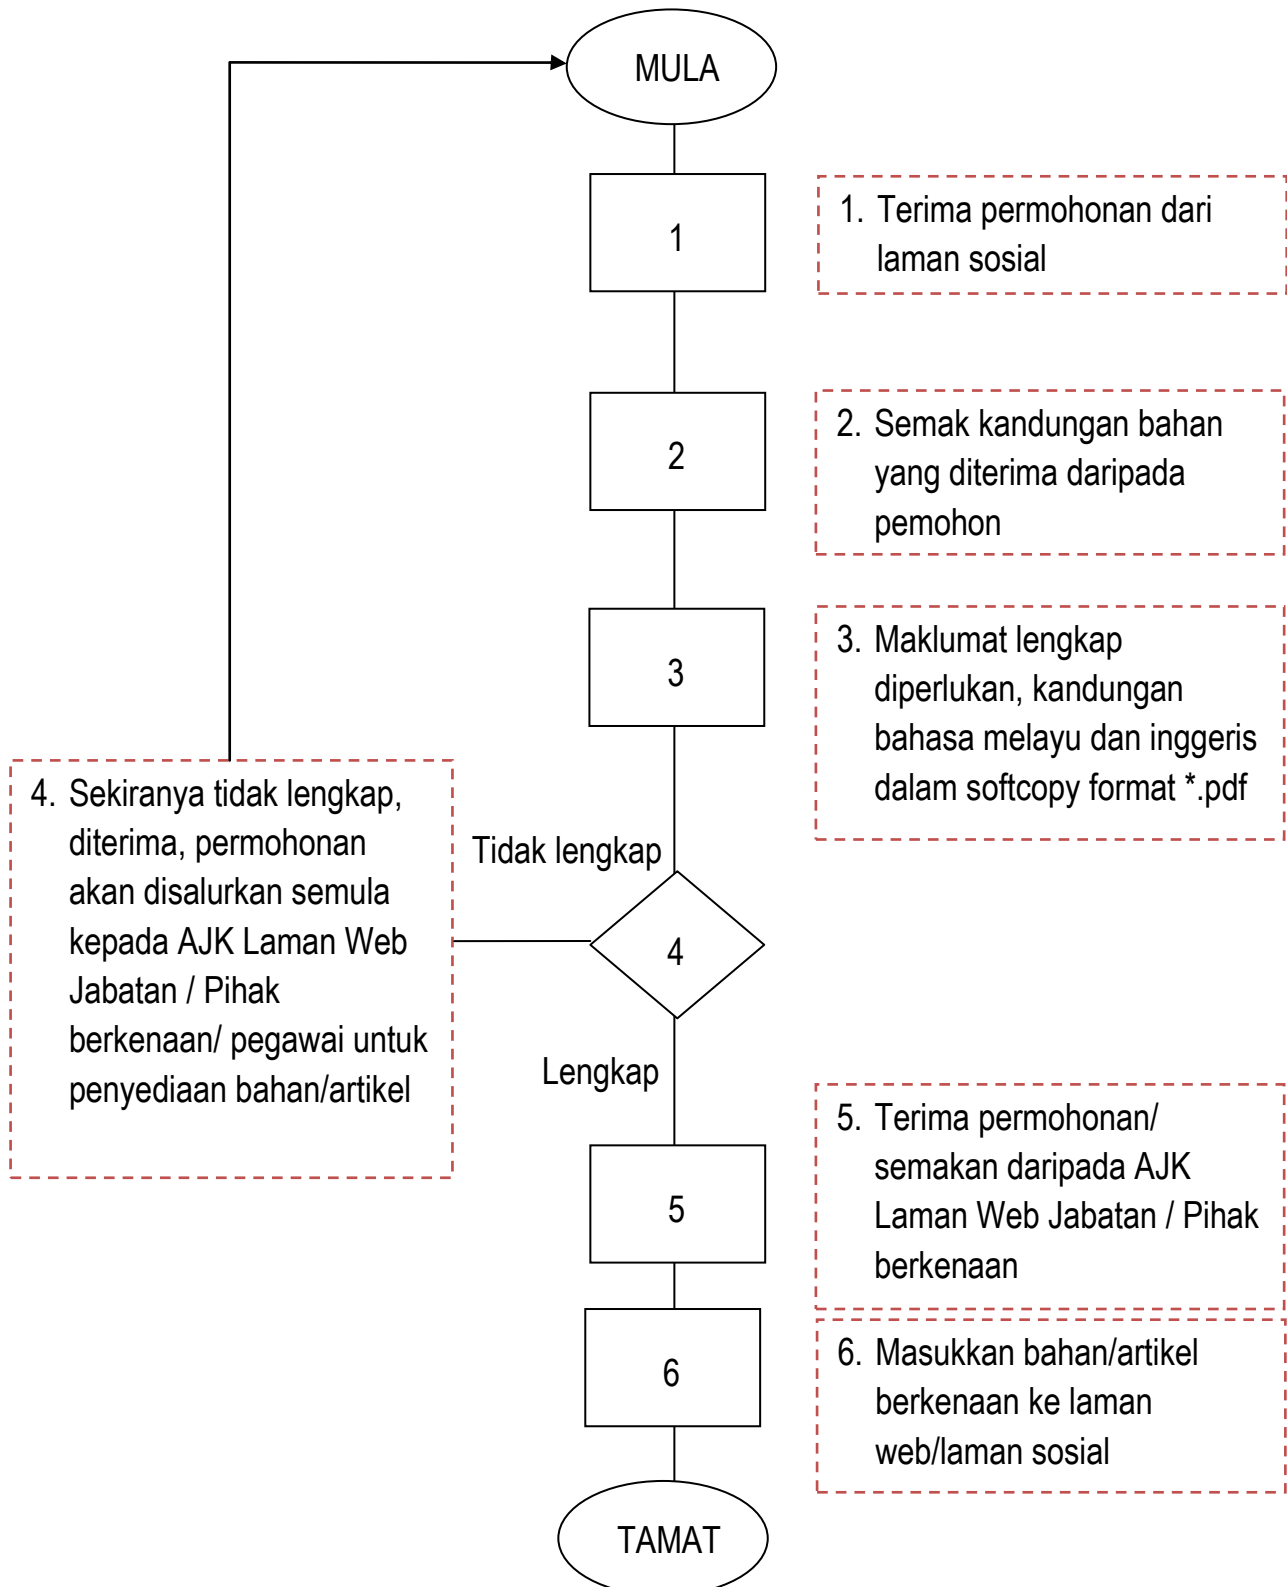 MULA
1
1. Terima permohonan dari
laman sosial
2
2. Semak kandungan bahan
yang diterima daripada
pemohon
3
3. Maklumat lengkap
diperlukan, kandungan
bahasa melayu dan inggeris
dalam softcopy format *.pdf
4. Sekiranya tidak lengkap,
diterima, permohonan
akan disalurkan semula
kepada AJK Laman Web
Jabatan / Pihak
berkenaan/ pegawai untuk
penyediaan bahan/artikel
Tidak lengkap
4
Lengkap
5
5. Terima permohonan/
semakan daripada AJK
Laman Web Jabatan / Pihak
berkenaan
6
6. Masukkan bahan/artikel
berkenaan ke laman
web/laman sosial
TAMAT